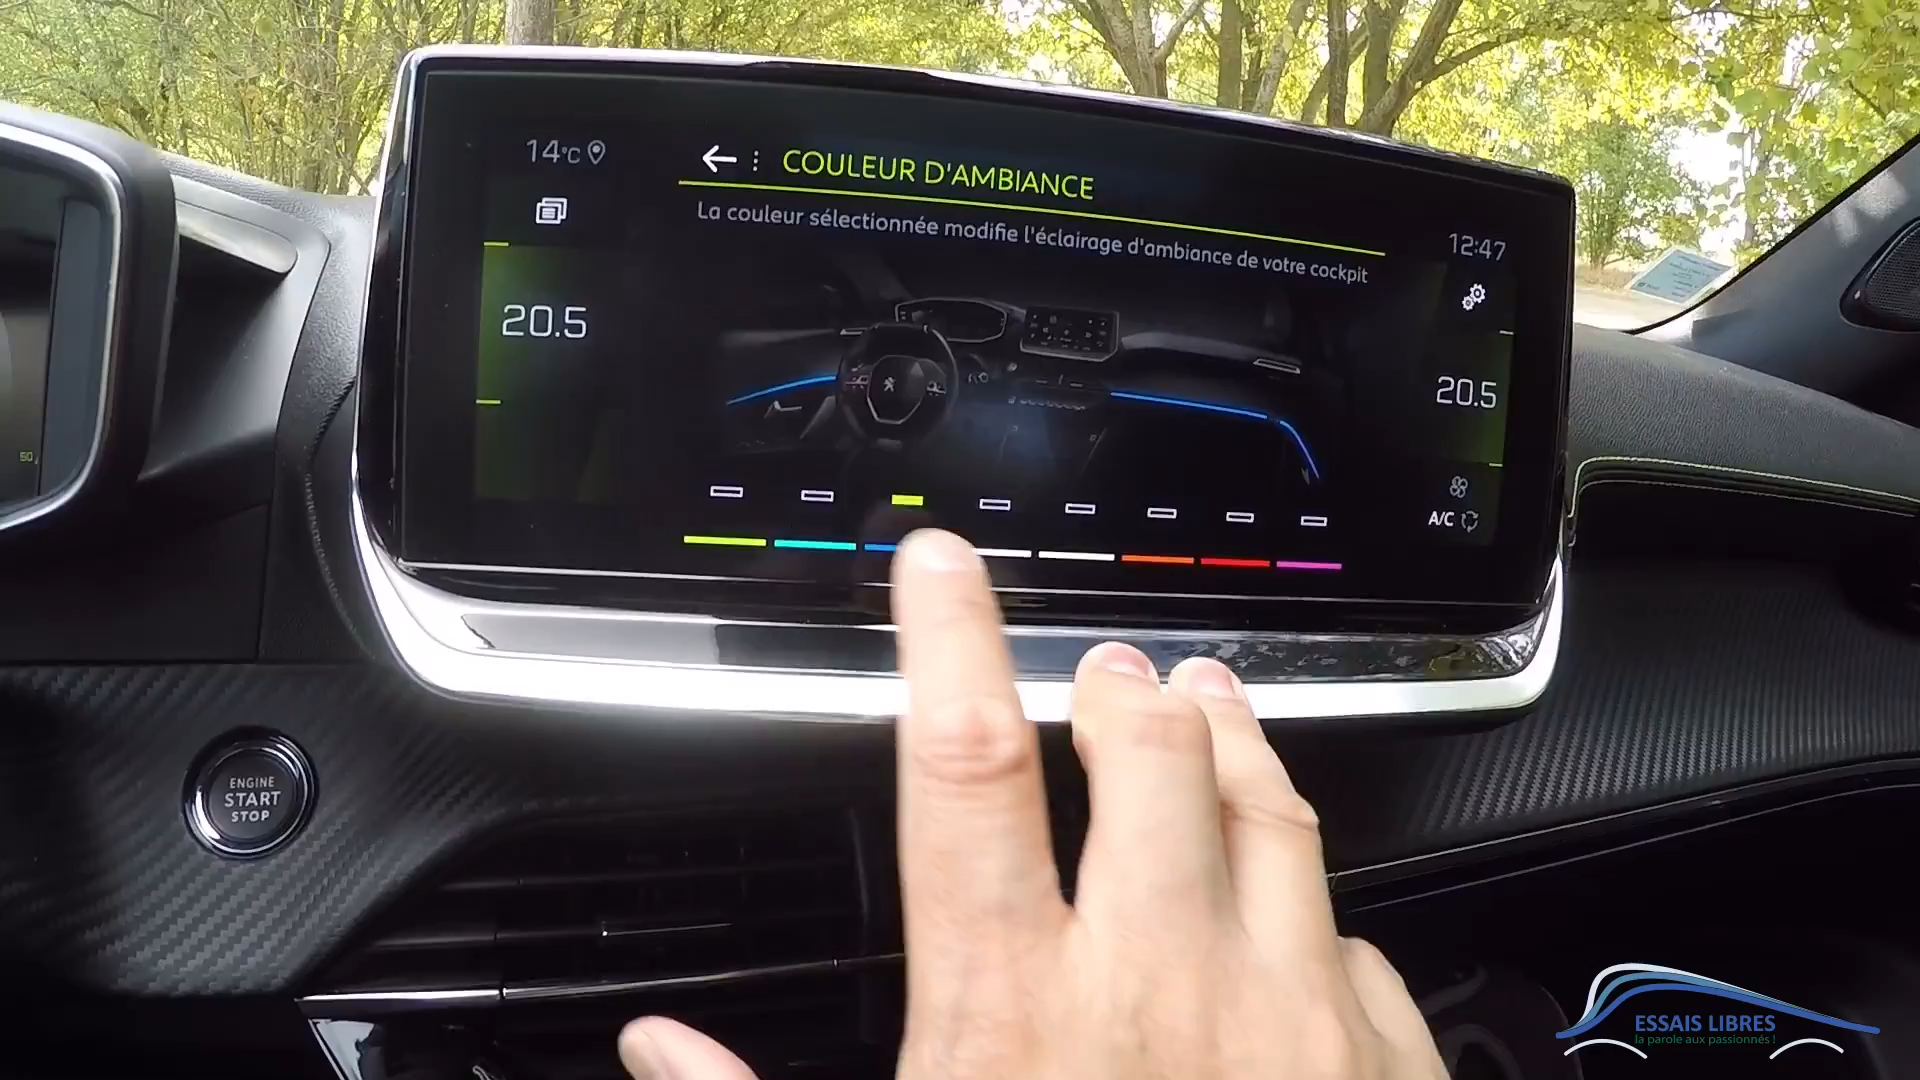 14°C
COULEUR D'AMBIANCE
La couleur sélectionnée modifie l'éclairage d'ambiance de votre cockpit
12:47
20.5
20.5
A/C
50
ENGINE
START
STOP
ESSAIS LIBRES
la parole aux passionnés !